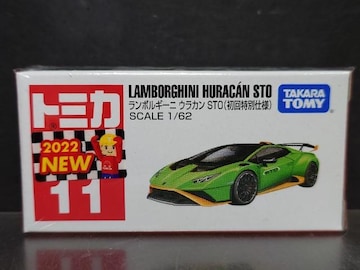 トミカ
2022
NEW
11
LAMBORGHINI HURACÁN STO
ランボルギーニ ウラカン STO(初回特別仕様)
SCALE 1/62
TAKARA
TOMY